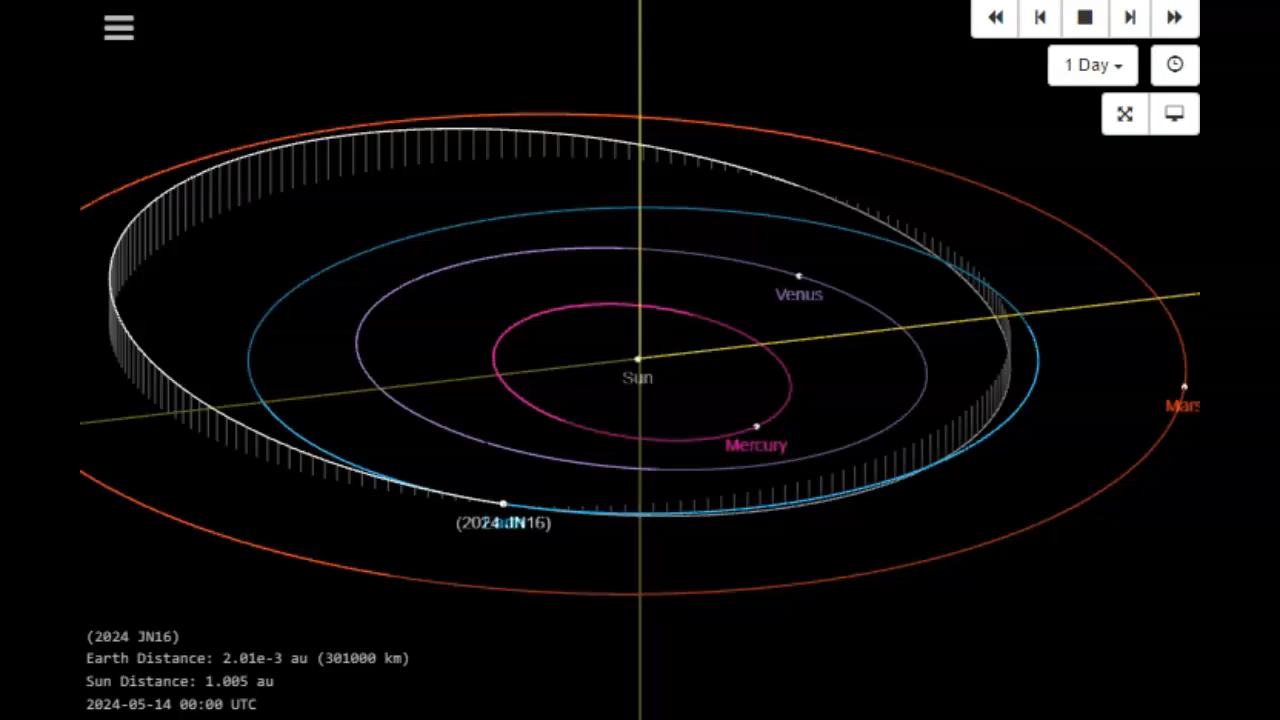 1 Day
Venus
Sun
Mars
Mercury
(2024 JN16)
(2024 JN16)
Earth Distance: 2.01e-3 au (301000 km)
Sun Distance: 1.005 au
2024-05-14 00:00 UTC